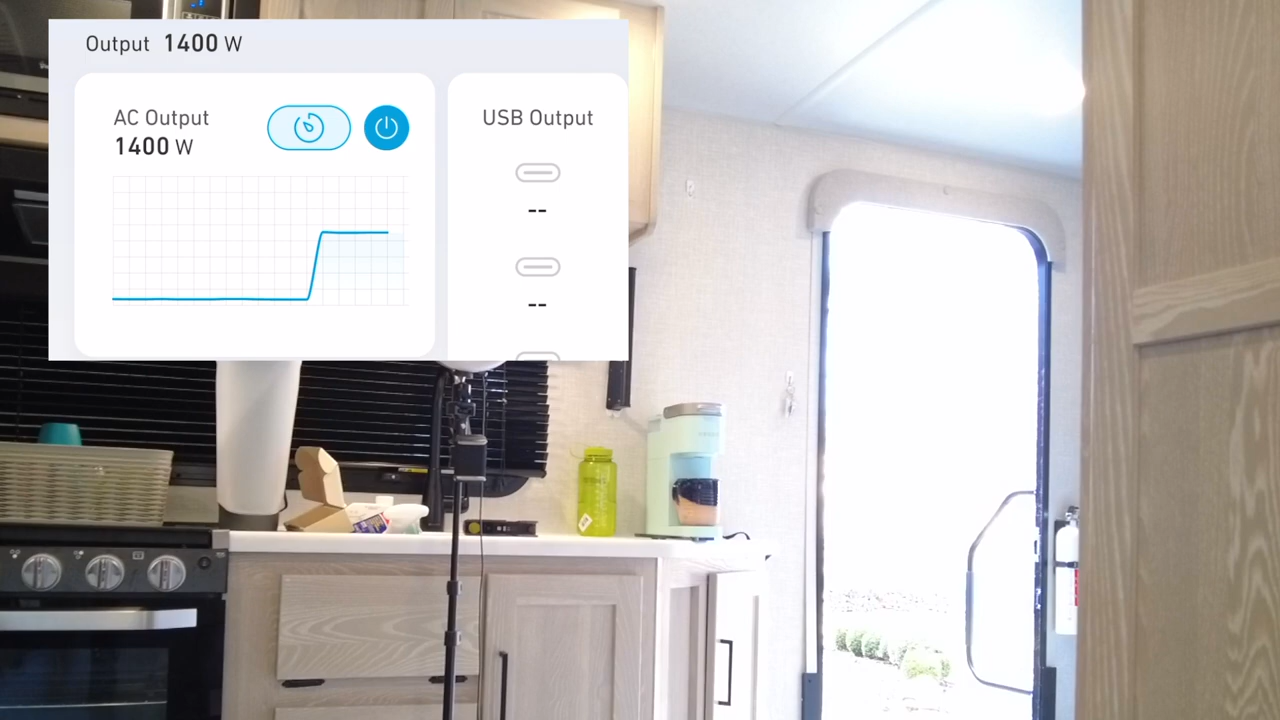 Output 1400 W
AC Output
1400 W
USB Output
--
--